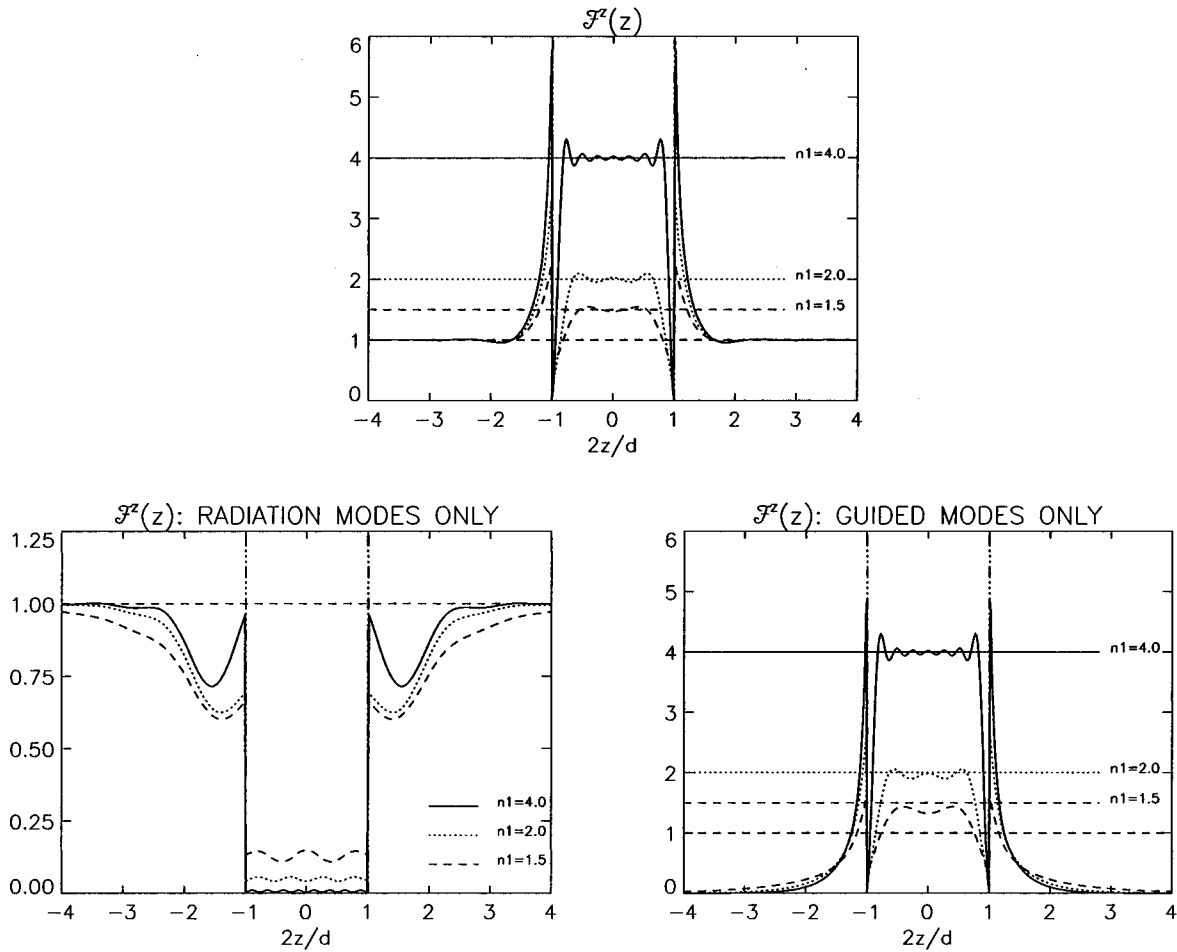 ℱᶻ(z)
6
5
4
3
2
1
0
n1=4.0
n1=2.0
n1=1.5
−4 −3 −2 −1 0 1 2 3 4
2z/d
ℱᶻ(z): RADIATION MODES ONLY
1.25
1.00
0.75
0.50
0.25
0.00
n1=4.0
n1=2.0
n1=1.5
−4 −3 −2 −1 0 1 2 3 4
2z/d
ℱᶻ(z): GUIDED MODES ONLY
6
5
4
3
2
1
0
n1=4.0
n1=2.0
n1=1.5
−4 −3 −2 −1 0 1 2 3 4
2z/d